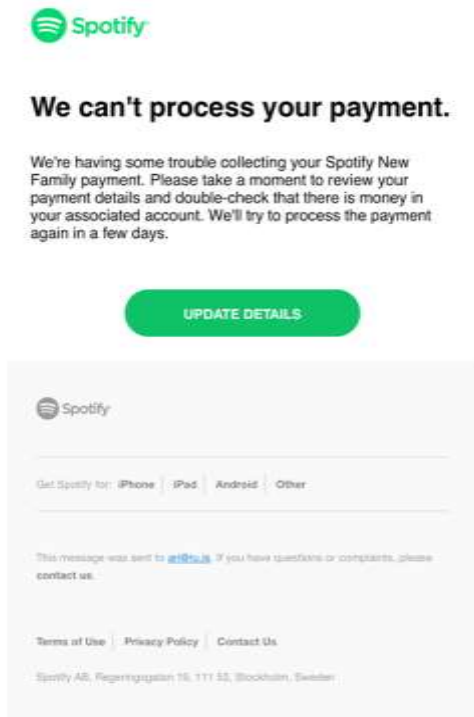 Spotify
We can't process your payment.
We're having some trouble collecting your Spotify New
Family payment. Please take a moment to review your
payment details and double-check that there is money in
your associated account. We'll try to process the payment
again in a few days.
UPDATE DETAILS
Spotify
Get Spotify for: iPhone iPad Android Other
This message was sent to If you have questions or complaints, please
contact us.
Terms of Use Privacy Policy Contact Us
Spotify AB, Regeringsgatan 19, 111 53, Stockholm, Sweden